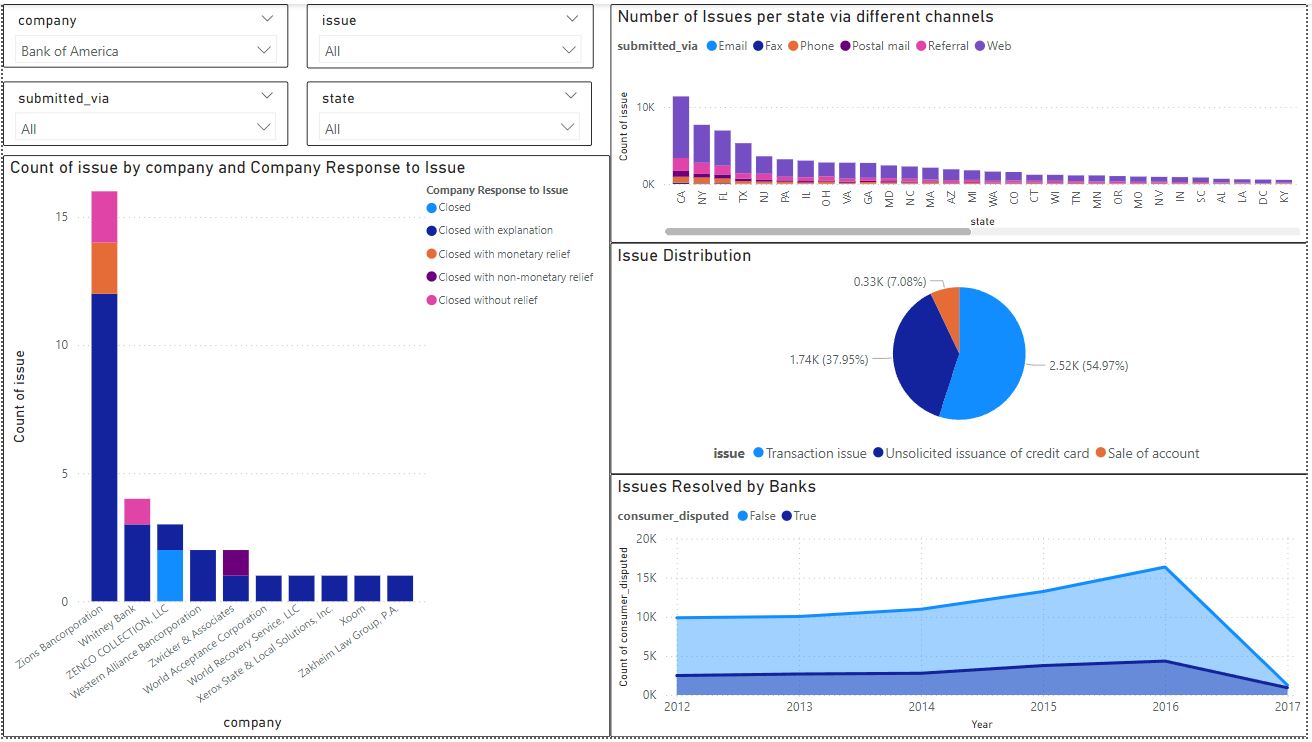 company
Bank of America
issue
All
submitted_via
All
state
All
Count of issue by company and Company Response to Issue
Company Response to Issue
Closed
Closed with explanation
Closed with monetary relief
Closed with non-monetary relief
Closed without relief
Count of issue
15
10
5
0
Zions Bancorporation
Whitney Bank
ZENCO COLLECTION, LLC
Western Alliance Bancorporation
Zwicker & Associates
World Acceptance Corporation
World Recovery Service, LLC
Xerox State & Local Solutions, Inc.
Xoom
Zakheim Law Group, P.A.
company
Number of Issues per state via different channels
submitted_via Email Fax Phone Postal mail Referral Web
Count of issue
10K
0K
CA NY FL TX NJ PA IL OH VA GA MD NC MA AZ MI WA CO CT WI TN MN OR MO NV IN SC AL LA DC KY
state
Issue Distribution
0.33K (7.08%)
1.74K (37.95%)
2.52K (54.97%)
issue Transaction issue Unsolicited issuance of credit card Sale of account
Issues Resolved by Banks
consumer_disputed False True
Count of consumer_disputed
20K
15K
10K
5K
0K
2012 2013 2014 2015 2016 2017
Year